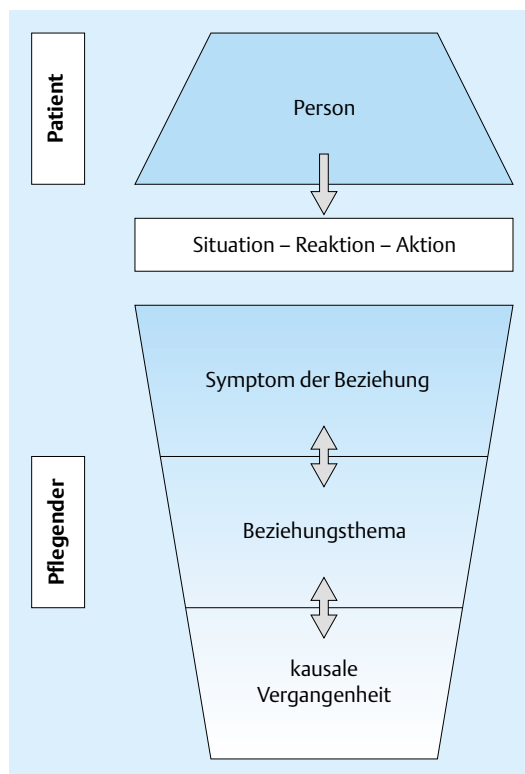 Patient
Person
Situation – Reaktion – Aktion
Symptom der Beziehung
Pflegender
Beziehungsthema
kausale
Vergangenheit